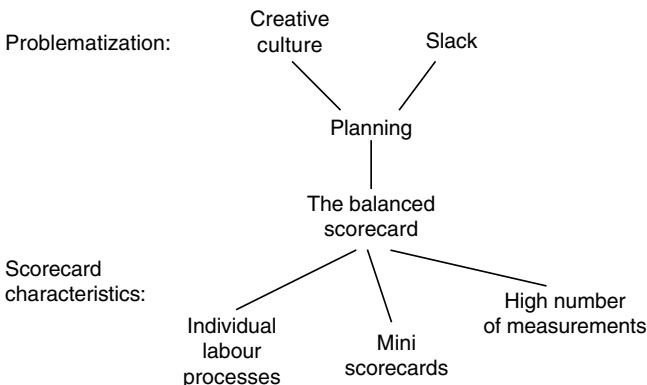 Problematization:
Creative
culture
Slack
Planning
The balanced
scorecard
Scorecard
characteristics:
Individual
labour
processes
Mini
scorecards
High number
of measurements